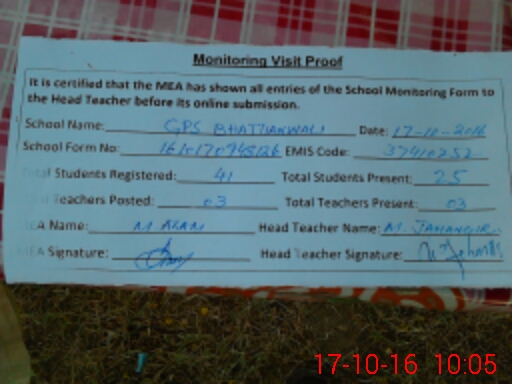 Monitoring Visit Proof
It is certified that the MEA has shown all entries of the School Monitoring Form to
the Head Teacher before its online submission.
School Name: GPS BHATTIANWALI Date: 17-10-2016
School Form No: EMIS Code: 37410252
Total Students Registered: 41 Total Students Present: 25
Teachers Posted: 03 Total Teachers Present: 03
MEA Name: M ALAM Head Teacher Name: M. JAHANGIR
MEA Signature: Head Teacher Signature:
17-10-16 10:05